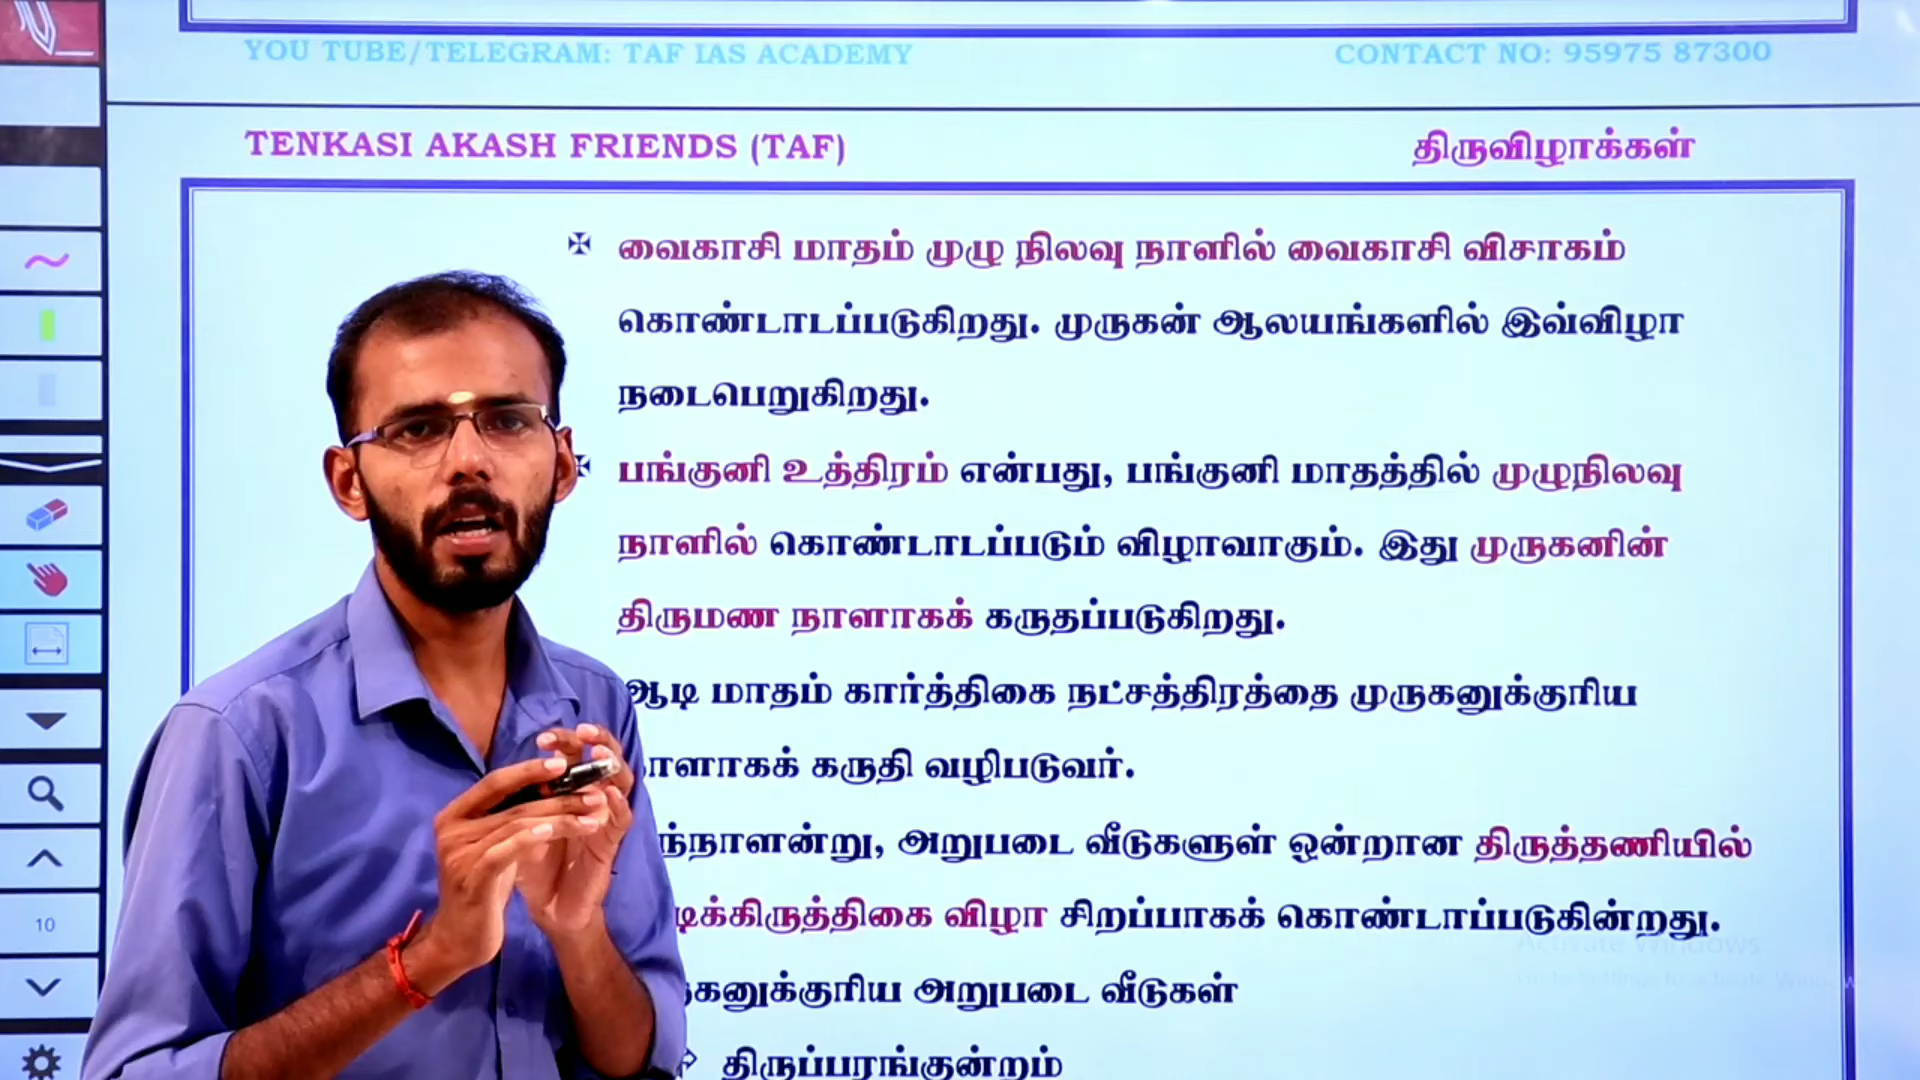 YOU TUBE/TELEGRAM: TAF IAS ACADEMY CONTACT NO: 95975 87300
TENKASI AKASH FRIENDS (TAF) திருவிழாக்கள்
வைகாசி மாதம் முழு நிலவு நாளில் வைகாசி விசாகம்
கொண்டாடப்படுகிறது. முருகன் ஆலயங்களில் இவ்விழா
நடைபெறுகிறது.
பங்குனி உத்திரம் என்பது, பங்குனி மாதத்தில் முழுநிலவு
நாளில் கொண்டாடப்படும் விழாவாகும். இது முருகனின்
திருமண நாளாகக் கருதப்படுகிறது.
ஆடி மாதம் கார்த்திகை நட்சத்திரத்தை முருகனுக்குரிய
கருதி வழிபடுவர்.
அறுபடை வீடுகளுள் ஒன்றான திருத்தணியில்
விழா சிறப்பாகக் கொண்டாப்படுகின்றது.
Activate Windows
அறுபடை வீடுகள்
10
திருப்பரங்குன்றம்